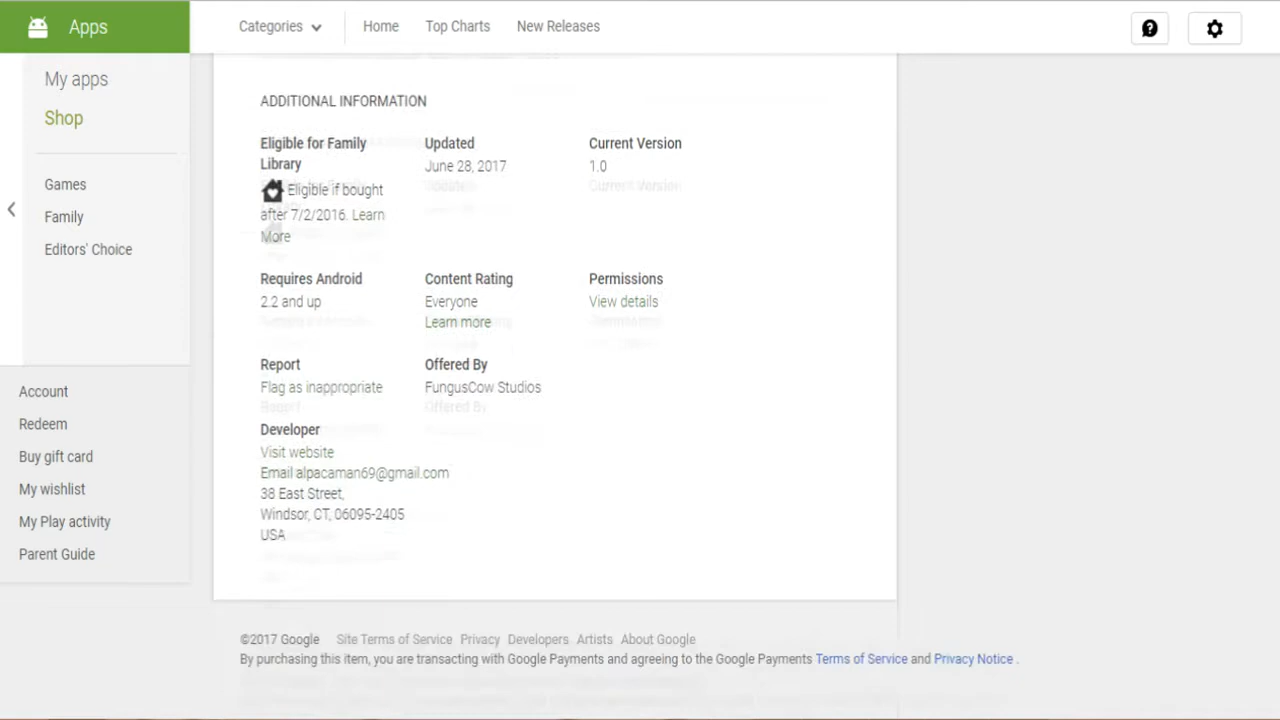 Apps
Categories Home Top Charts New Releases
My apps
Shop
Games
Family
Editors' Choice
Account
Redeem
Buy gift card
My wishlist
My Play activity
Parent Guide
ADDITIONAL INFORMATION
Eligible for Family Library
Eligible if bought
after 7/2/2016. Learn
More
Updated
June 28, 2017
Current Version
1.0
Requires Android
2.2 and up
Content Rating
Everyone
Learn more
Permissions
View details
Report
Flag as inappropriate
Offered By
FungusCow Studios
Developer
Visit website
Email alpacaman69@gmail.com
38 East Street,
Windsor, CT, 06095-2405
USA
©2017 Google Site Terms of Service Privacy Developers Artists About Google
By purchasing this item, you are transacting with Google Payments and agreeing to the Google Payments Terms of Service and Privacy Notice .